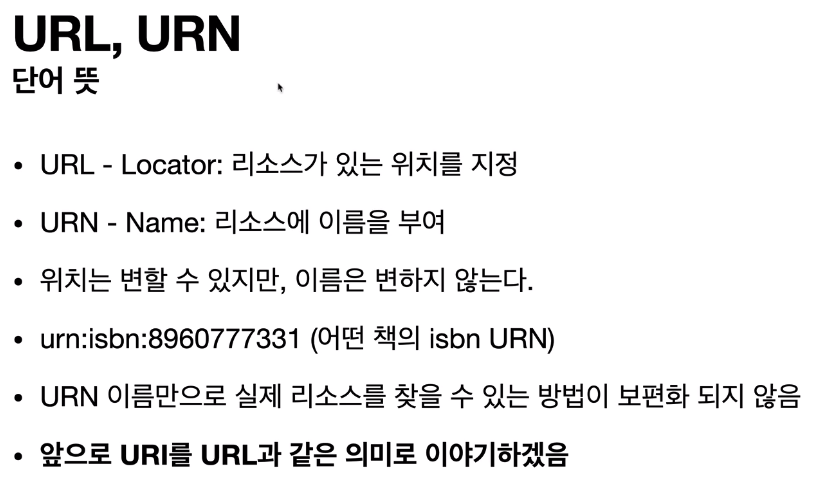 URL, URN
단어 뜻
• URL - Locator: 리소스가 있는 위치를 지정
• URN - Name: 리소스에 이름을 부여
• 위치는 변할 수 있지만, 이름은 변하지 않는다.
• urn:isbn:8960777331 (어떤 책의 isbn URN)
• URN 이름만으로 실제 리소스를 찾을 수 있는 방법이 보편화 되지 않음
• 앞으로 URI를 URL과 같은 의미로 이야기하겠음